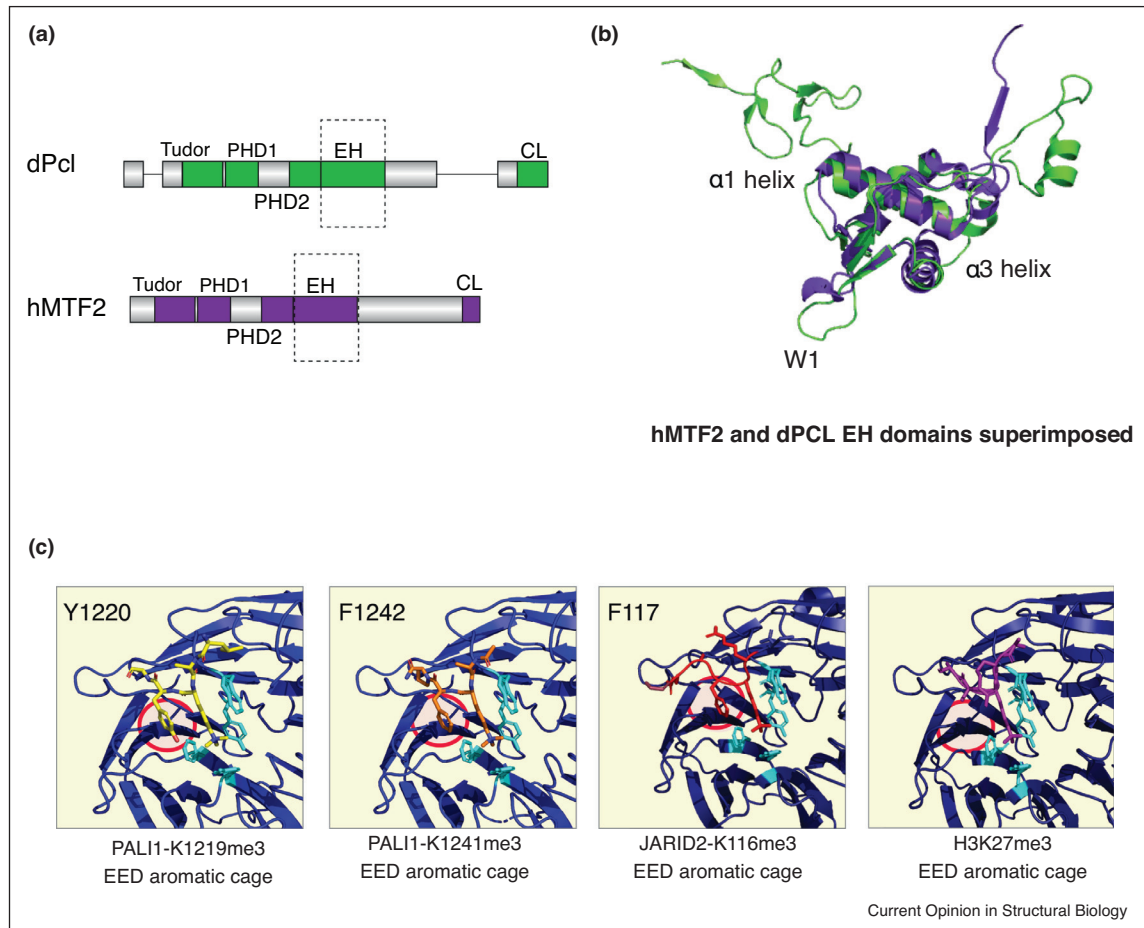 (a)
dPcl
Tudor
PHD1
EH
CL
PHD2
hMTF2
Tudor
PHD1
EH
CL
PHD2
(b)
α1 helix
α3 helix
W1
hMTF2 and dPCL EH domains superimposed
(c)
Y1220
F1242
F117
PALI1-K1219me3
EED aromatic cage
PALI1-K1241me3
EED aromatic cage
JARID2-K116me3
EED aromatic cage
H3K27me3
EED aromatic cage
Current Opinion in Structural Biology